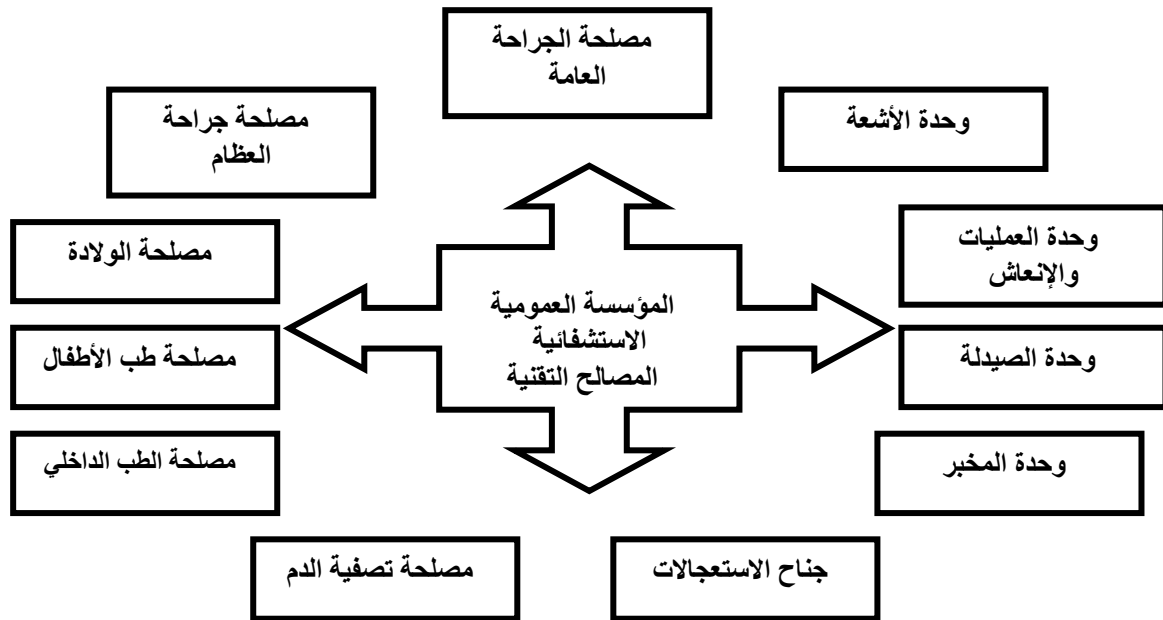 مصلحة الجراحة
العامة
وحدة الأشعة
مصلحة جراحة
العظام
وحدة العمليات
والإنعاش
مصلحة الولادة
المؤسسة العمومية
الاستشفائية
المصالح التقنية
وحدة الصيدلة
مصلحة طب الأطفال
وحدة المخبر
مصلحة الطب الداخلي
جناح الاستعجالات
مصلحة تصفية الدم